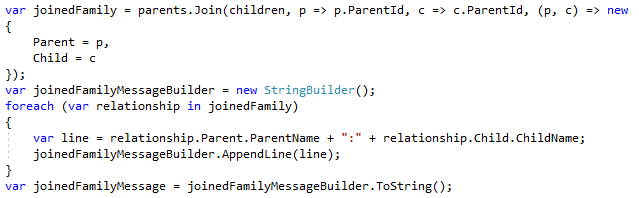 var joinedFamily = parents.Join(children, p => p.ParentId, c => c.ParentId, (p, c) => new
{
    Parent = p,
    Child = c
});
var joinedFamilyMessageBuilder = new StringBuilder();
foreach (var relationship in joinedFamily)
{
    var line = relationship.Parent.ParentName + ":" + relationship.Child.ChildName;
    joinedFamilyMessageBuilder.AppendLine(line);
}
var joinedFamilyMessage = joinedFamilyMessageBuilder.ToString();